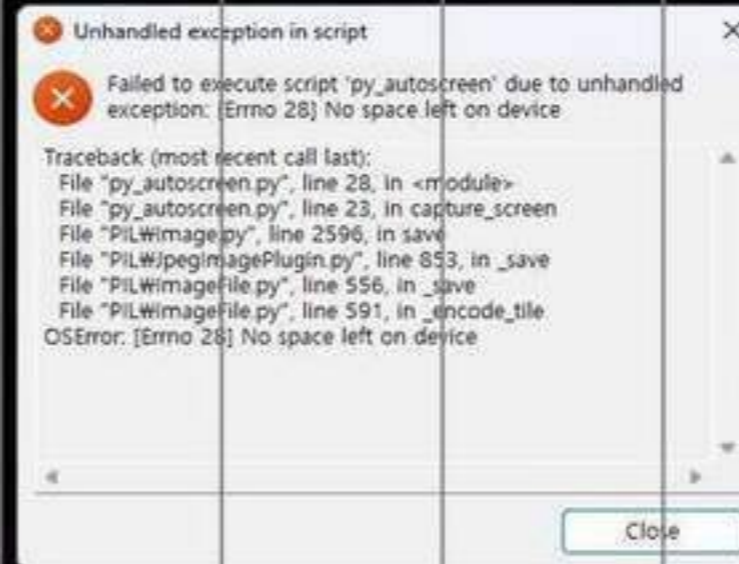 Unhandled exception in script
Failed to execute script 'py_autoscreen' due to unhandled
exception: [Errno 28] No space left on device
Traceback (most recent call last):
File "py_autoscreen.py", line 28, in <module>
File "py_autoscreen.py", line 23, in capture_screen
File "PIL₩Image.py", line 2596, in save
File "PIL₩JpegImagePlugin.py", line 853, in _save
File "PIL₩ImageFile.py", line 556, in _save
File "PIL₩ImageFile.py", line 591, in _encode_tile
OSError: [Errno 28] No space left on device
Close